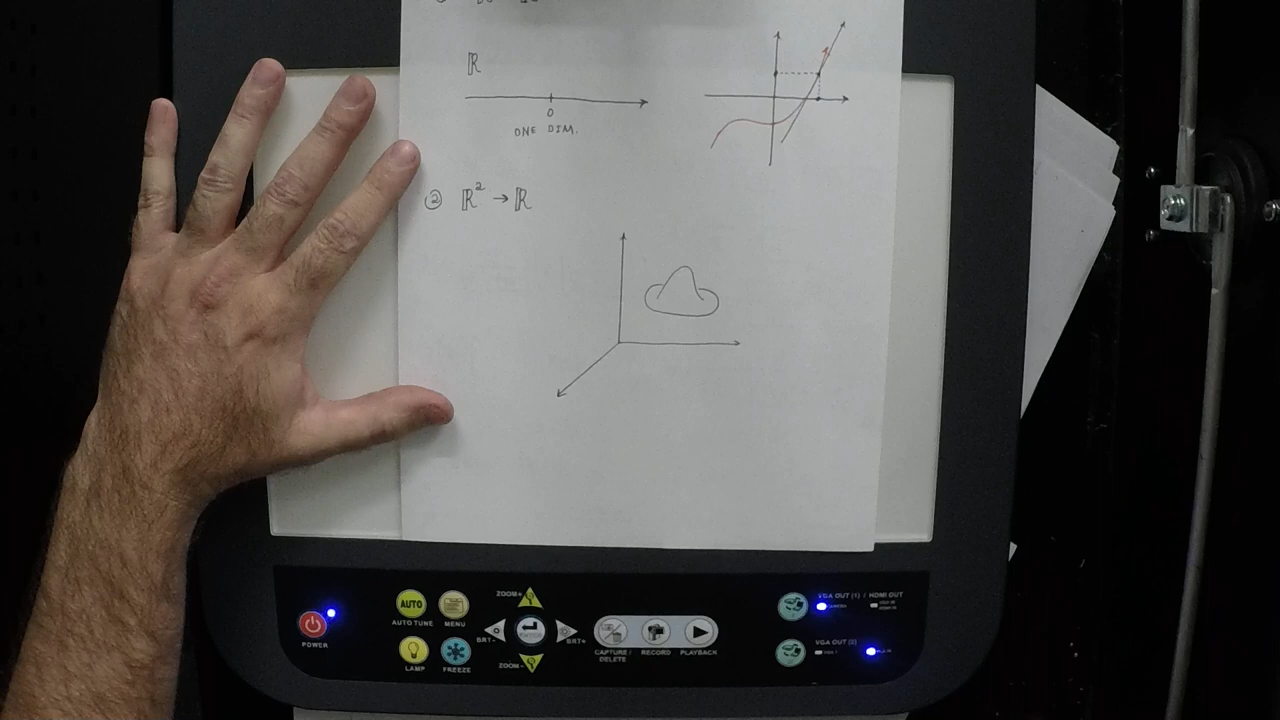 ℝ
0
ONE DIM.
② ℝ² → ℝ
ZOOM+
VGA OUT (1) / HDMI OUT
AUTO
AUTO TUNE
MENU
BRT-
BRT+
POWER
LAMP
FREEZE
ZOOM-
CAPTURE/
DELETE
RECORD
PLAYBACK
VGA OUT (2)